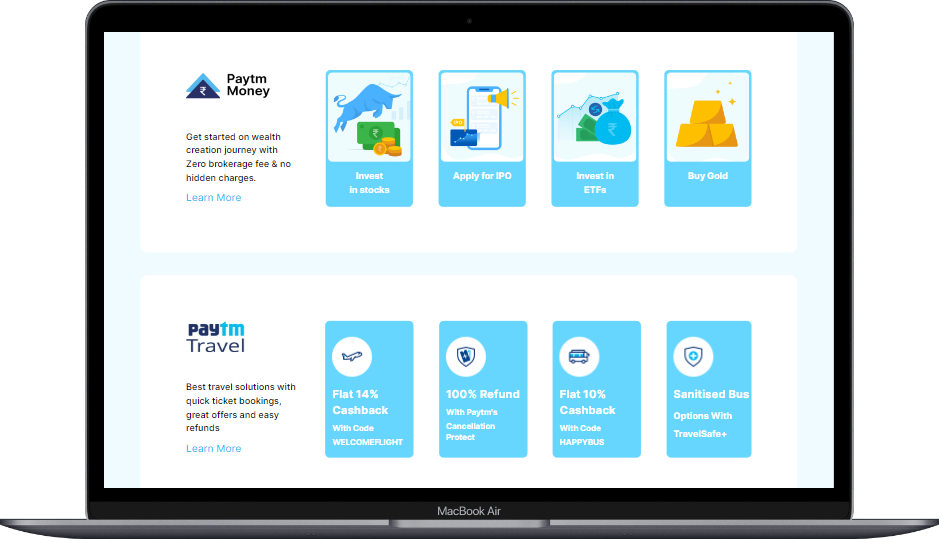 Paytm
Money
Get started on wealth
creation journey with
Zero brokerage fee & no
hidden charges.
Learn More
Invest
in stocks
IPO
Apply for IPO
Invest in
ETFs
Buy Gold
paytm
Travel
Best travel solutions with
quick ticket bookings,
great offers and easy
refunds
Learn More
Flat 14%
Cashback
With Code
WELCOMEFLIGHT
100% Refund
With Paytm's
Cancellation
Protect
Flat 10%
Cashback
With Code
HAPPYBUS
Sanitised Bus
Options With
TravelSafe+
MacBook Air